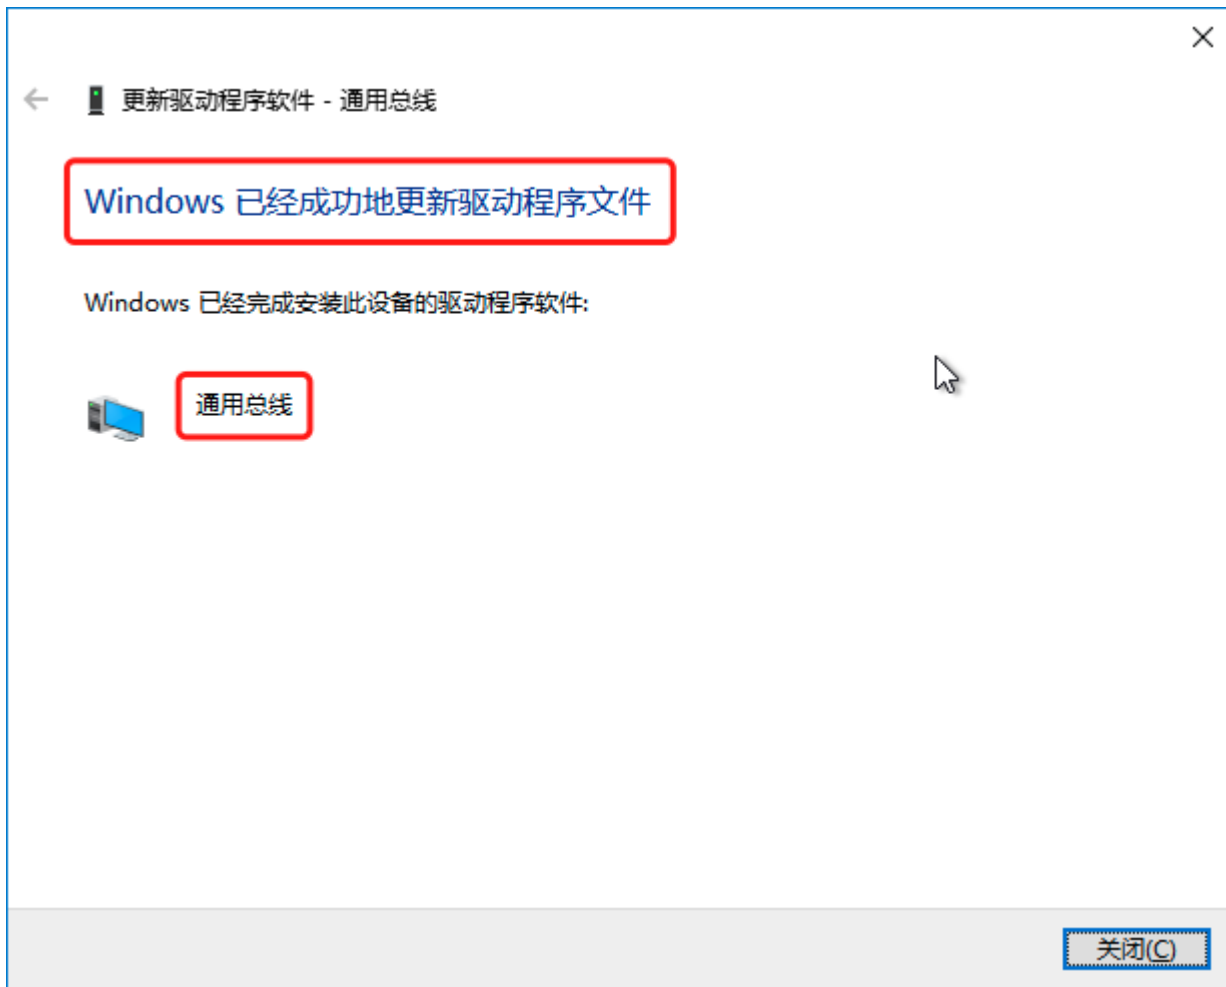 更新驱动程序软件 - 通用总线
Windows 已经成功地更新驱动程序文件
Windows 已经完成安装此设备的驱动程序软件:
通用总线
关闭(C)